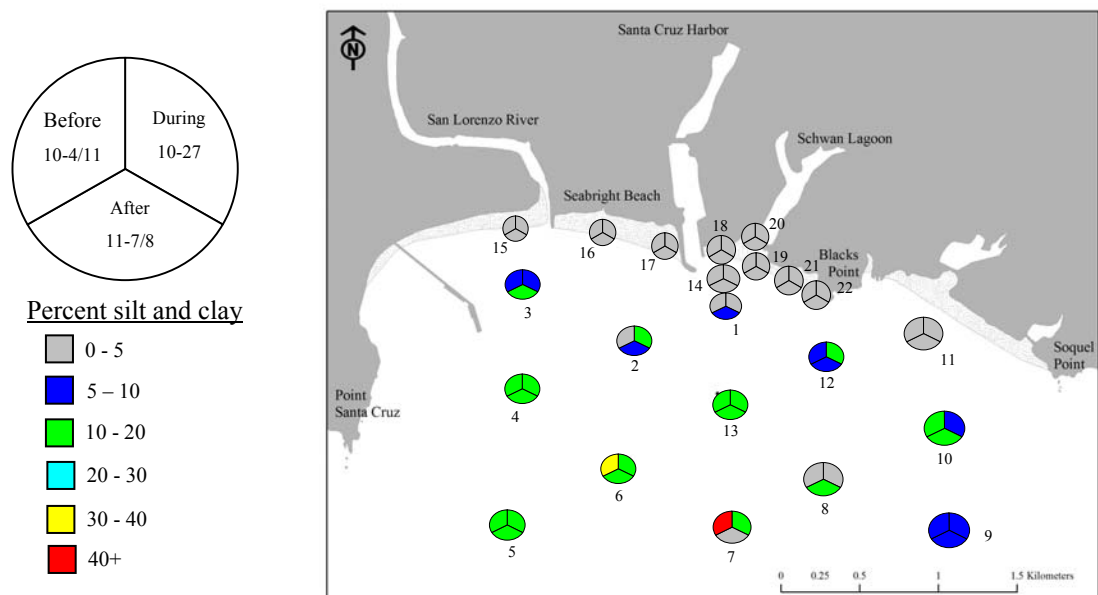 Before
10-4/11
During
10-27
After
11-7/8
Percent silt and clay
0 - 5
5 – 10
10 - 20
20 - 30
30 - 40
40+
N
Santa Cruz Harbor
San Lorenzo River
Schwan Lagoon
Seabright Beach
Blacks
Point
Soquel
Point
Point
Santa Cruz
15
16
17
18
20
19
21
14
22
1
3
2
12
11
4
13
10
6
8
5
7
9
0 0.25 0.5 1 1.5 Kilometers